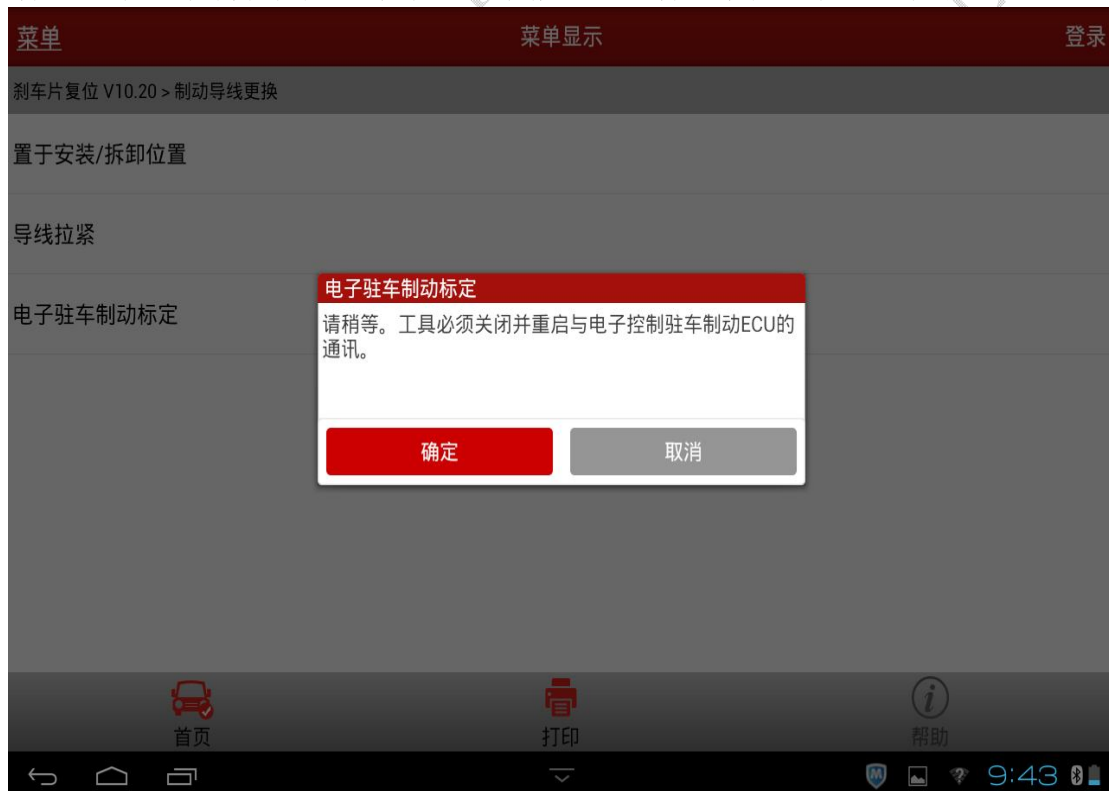 菜单 菜单显示 登录
刹车片复位 V10.20 > 制动导线更换
置于安装/拆卸位置
导线拉紧
电子驻车制动标定
电子驻车制动标定
请稍等。工具必须关闭并重启与电子控制驻车制动ECU的
通讯。
确定 取消
首页 打印 帮助
9:43